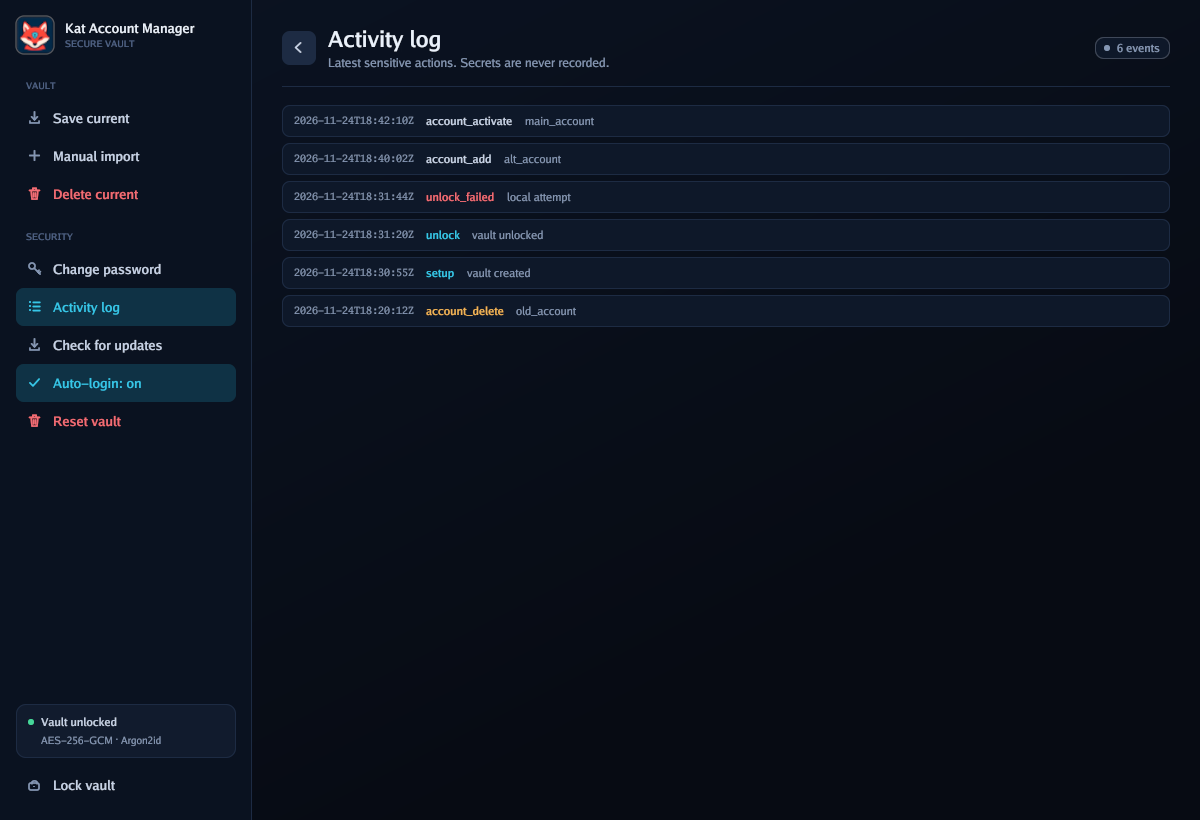 Kat Account Manager
SECURE VAULT
VAULT
Save current
Manual import
Delete current
SECURITY
Change password
Activity log
Check for updates
Auto-login: on
Reset vault
Vault unlocked
AES-256-GCM · Argon2id
Lock vault
Activity log
Latest sensitive actions. Secrets are never recorded.
6 events
2026-11-24T18:42:10Z account_activate main_account
2026-11-24T18:40:02Z account_add alt_account
2026-11-24T18:31:44Z unlock_failed local attempt
2026-11-24T18:31:20Z unlock vault unlocked
2026-11-24T18:30:55Z setup vault created
2026-11-24T18:20:12Z account_delete old_account